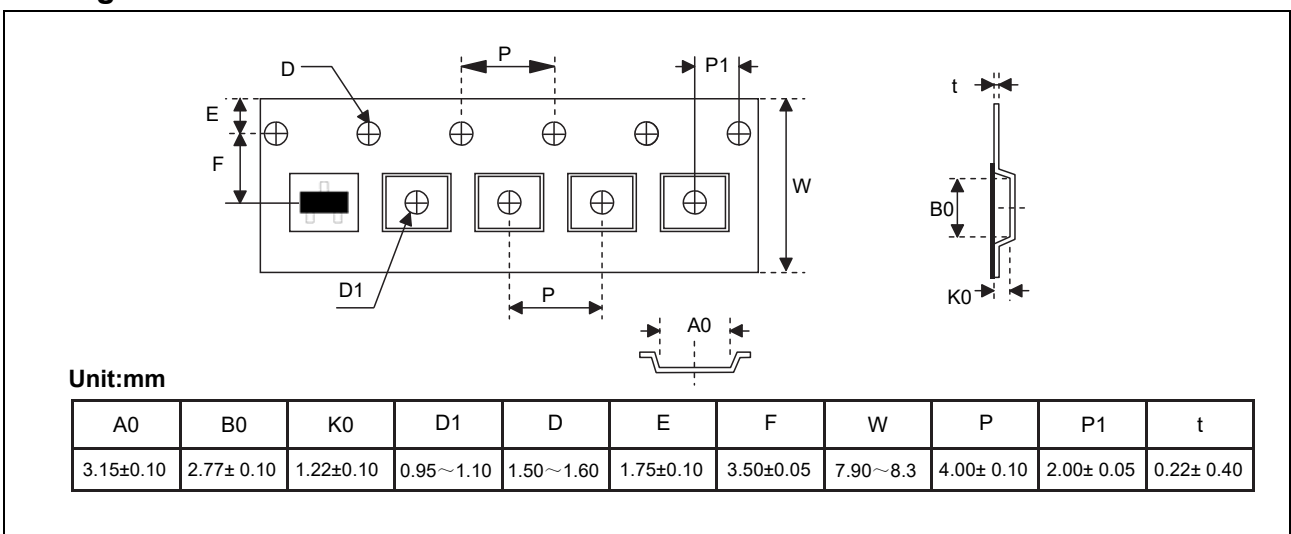 P
P1
D
t
E
F
W
B0
D1
P
K0
A0
Unit:mm
A0 B0 K0 D1 D E F W P P1 t
3.15±0.10 2.77± 0.10 1.22±0.10 0.95～1.10 1.50～1.60 1.75±0.10 3.50±0.05 7.90～8.3 4.00± 0.10 2.00± 0.05 0.22± 0.40